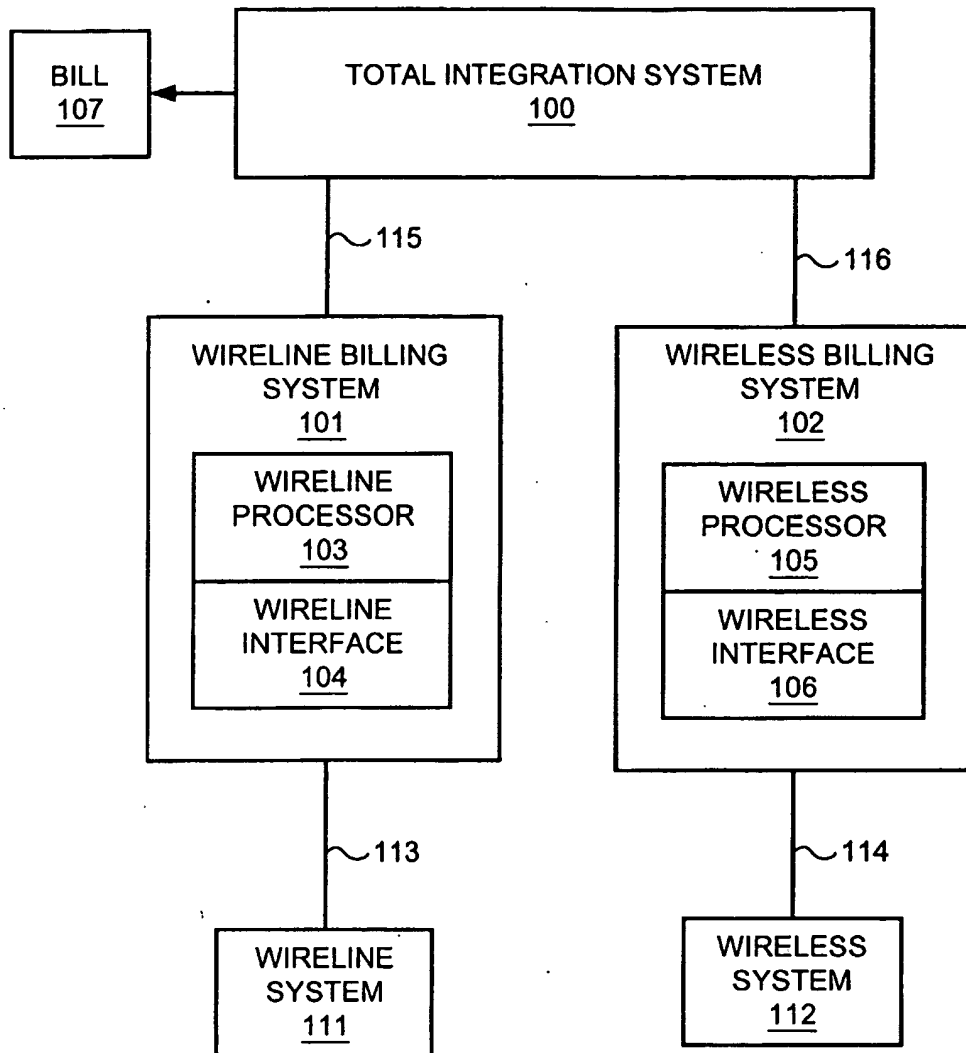 BILL
107
TOTAL INTEGRATION SYSTEM
100
115
116
WIRELINE BILLING
SYSTEM
101
WIRELINE
PROCESSOR
103
WIRELINE
INTERFACE
104
WIRELESS BILLING
SYSTEM
102
WIRELESS
PROCESSOR
105
WIRELESS
INTERFACE
106
113
114
WIRELINE
SYSTEM
111
WIRELESS
SYSTEM
112